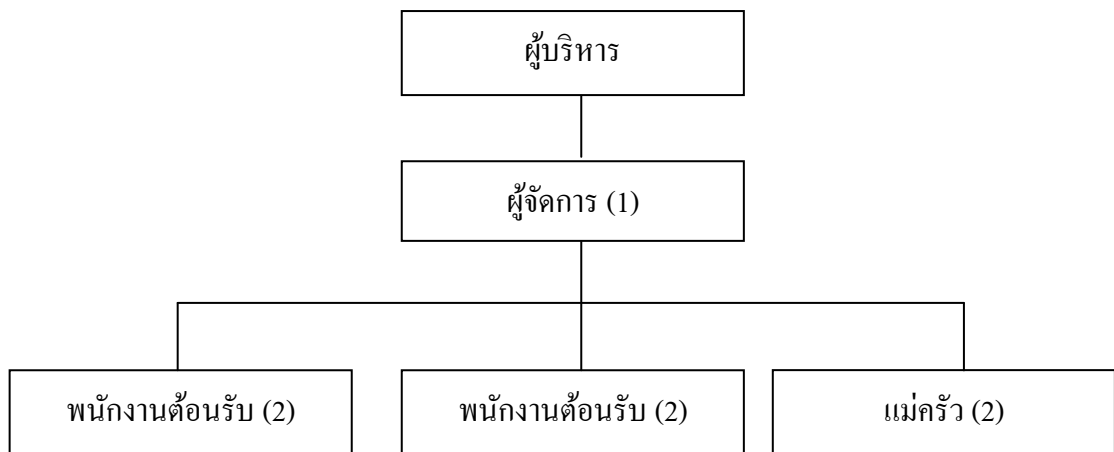 ผู้บริหาร
ผู้จัดการ (1)
พนักงานต้อนรับ (2)
พนักงานต้อนรับ (2)
แม่ครัว (2)